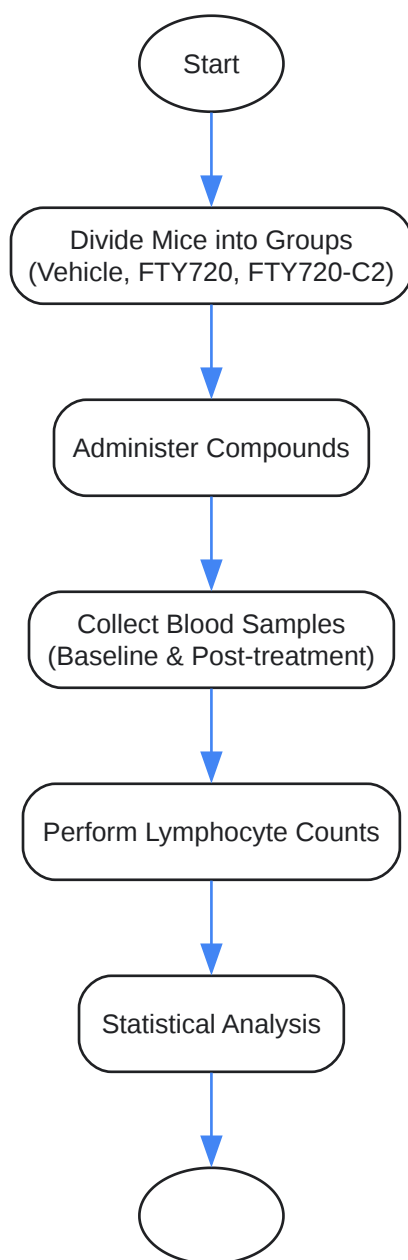 Start
Divide Mice into Groups
(Vehicle, FTY720, FTY720-C2)
Administer Compounds
Collect Blood Samples
(Baseline & Post-treatment)
Perform Lymphocyte Counts
Statistical Analysis